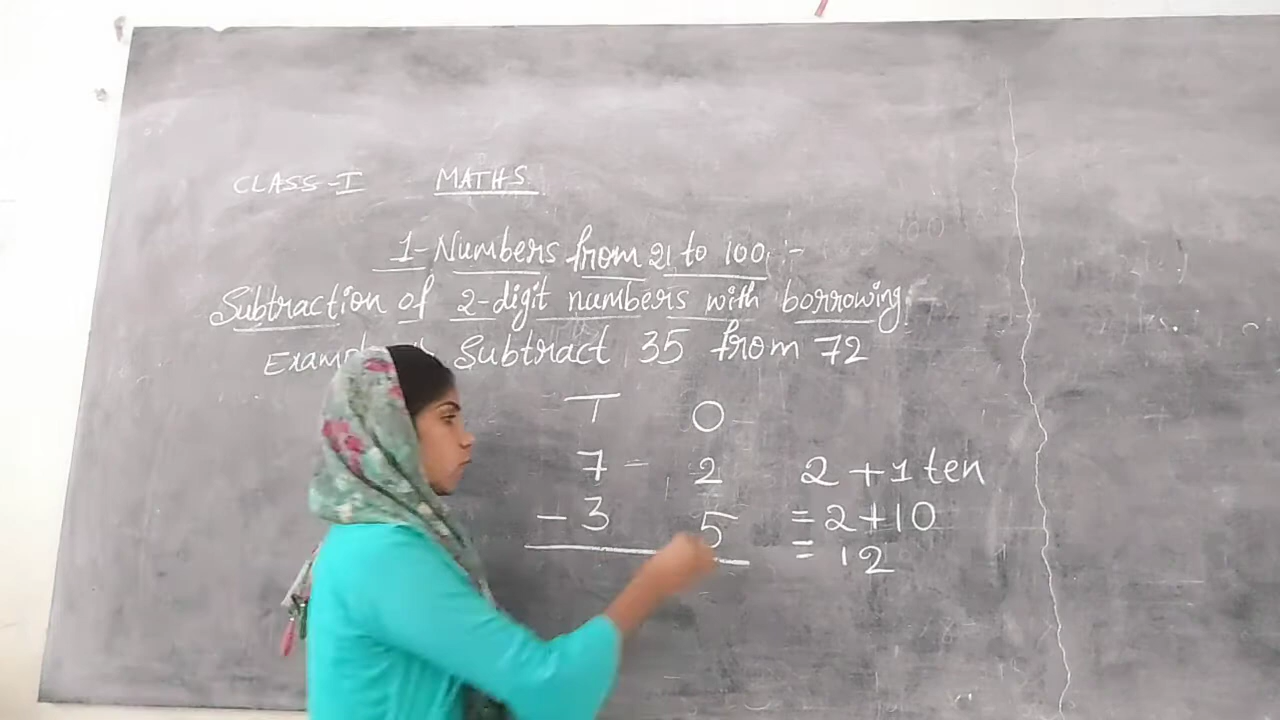 CLASS-I MATHS
1-Numbers from 21 to 100:-
Subtraction of 2-digit numbers with borrowing:
Subtract 35 from 72
T O
7 2 2 + 1 ten
- 3 5 = 2+10
= 12